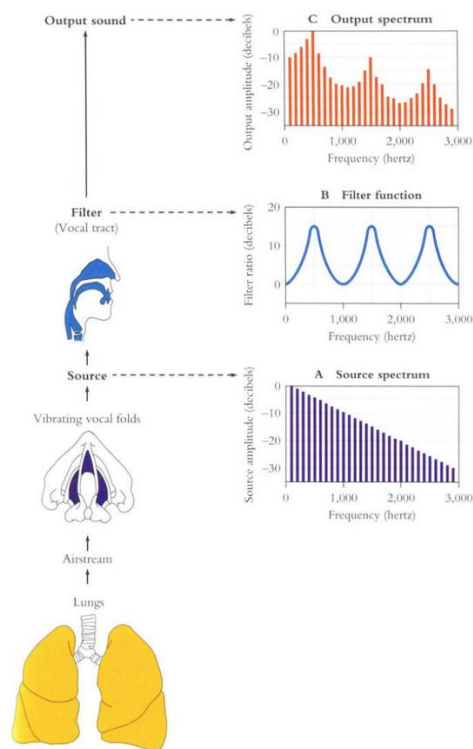 Output sound
C Output spectrum
Output amplitude (decibels)
0
-10
-20
-30
0 1,000 2,000 3,000
Frequency (hertz)
Filter
(Vocal tract)
B Filter function
Filter ratio (decibels)
20
10
0
0 1,000 2,000 3,000
Frequency (hertz)
Source
A Source spectrum
Source amplitude (decibels)
0
-10
-20
-30
0 1,000 2,000 3,000
Frequency (hertz)
Vibrating vocal folds
Airstream
Lungs